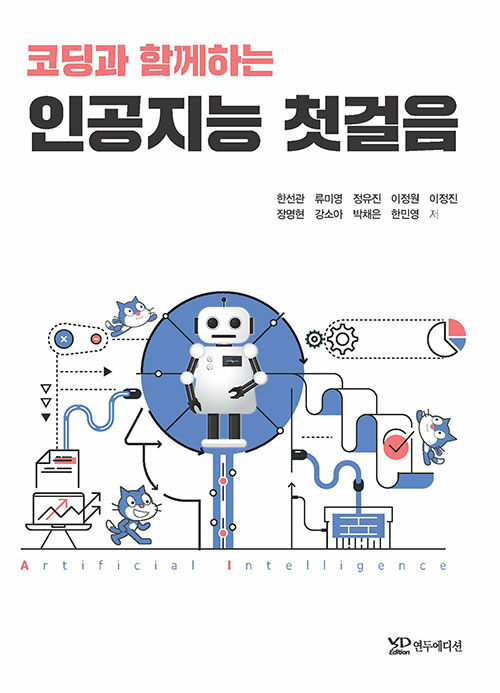 코딩과 함께하는
인공지능 첫걸음
한선관 류미영 정유진 이정원 이정진
장명현 강소아 박채은 한민영 저
Artificial Intelligence
YD Edition 연두에디션